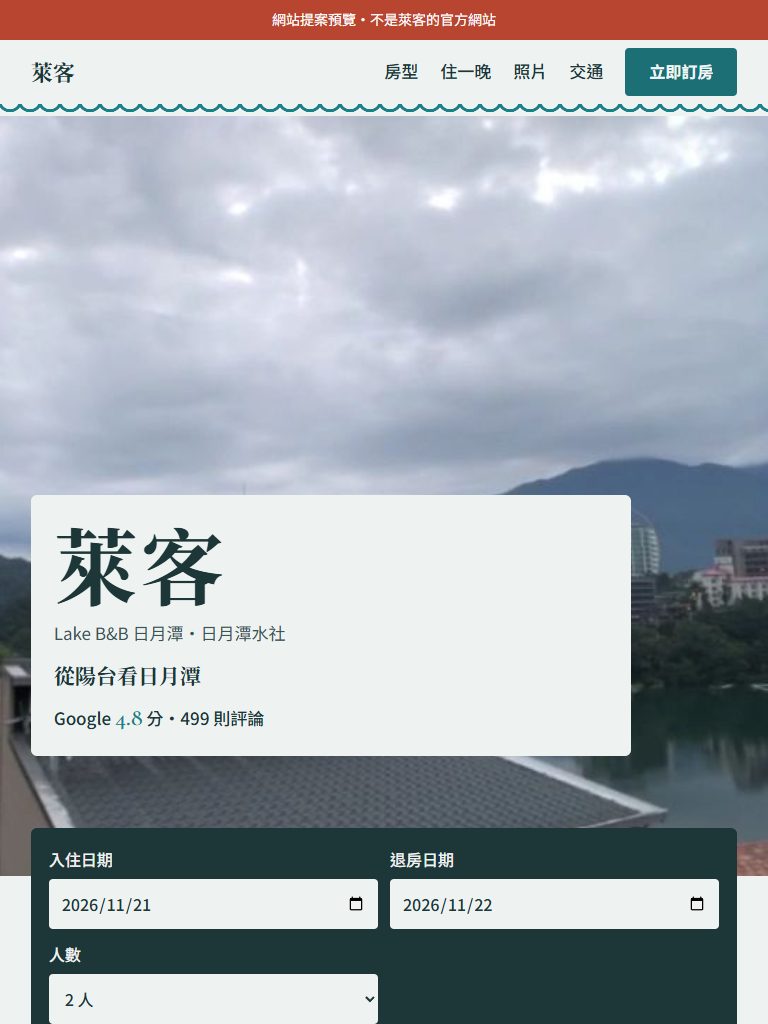 網站提案預覽・不是萊客的官方網站
萊客
房型 住一晚 照片 交通 立即訂房
萊客
Lake B&B 日月潭・日月潭水社
從陽台看日月潭
Google 4.8 分・499 則評論
入住日期 退房日期
2026/11/21 2026/11/22
人數
2 人